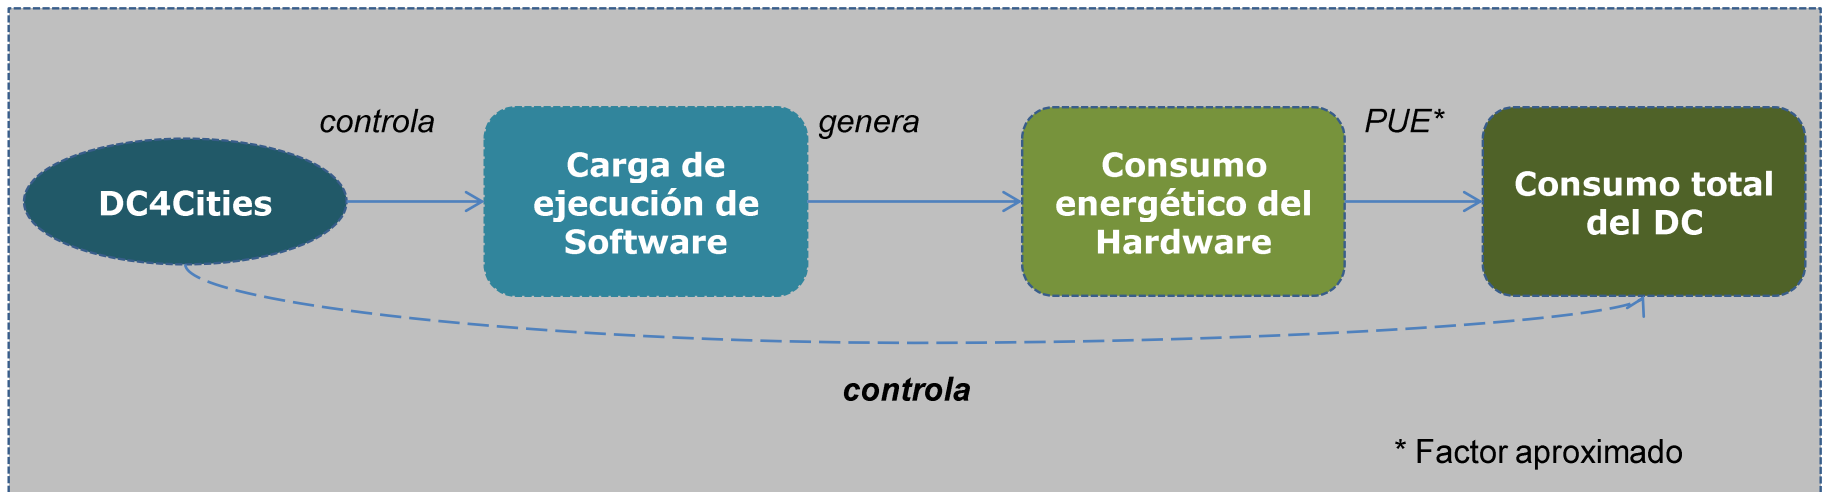 controla
genera
PUE*
DC4Cities
Carga de
ejecución de
Software
Consumo
energético del
Hardware
Consumo total
del DC
controla
* Factor aproximado